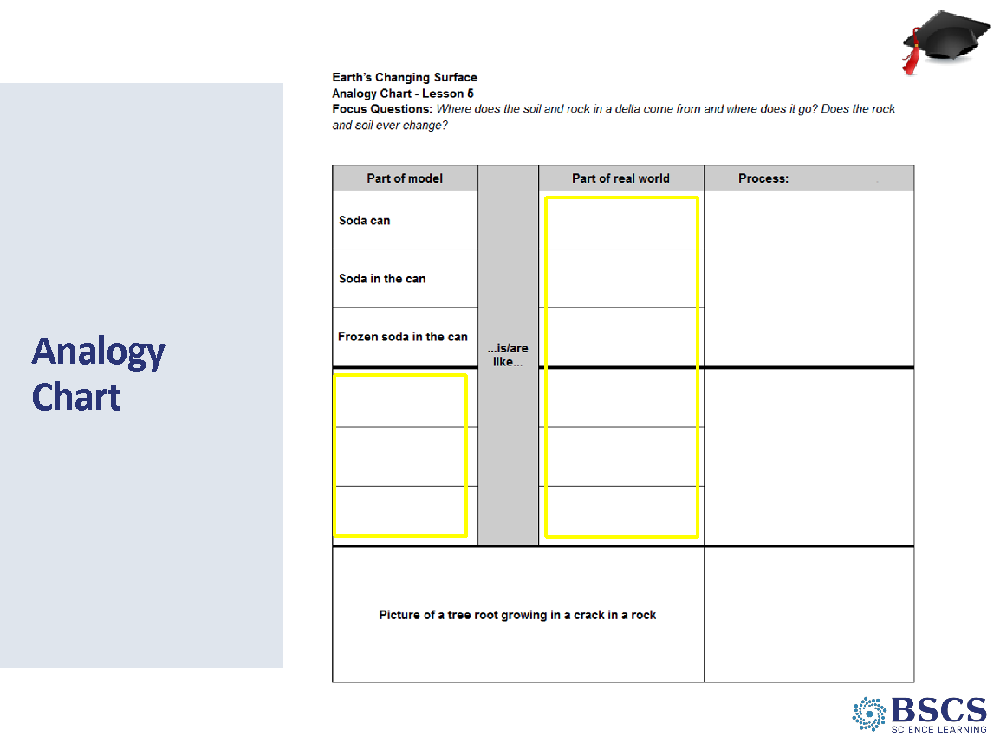 Earth's Changing Surface
Analogy Chart - Lesson 5
Focus Questions: Where does the soil and rock in a delta come from and where does it go? Does the rock
and soil ever change?
Analogy
Chart
Part of model
Part of real world
Process:
Soda can
Soda in the can
Frozen soda in the can
...is/are
like...
Picture of a tree root growing in a crack in a rock
BSCS
SCIENCE LEARNING